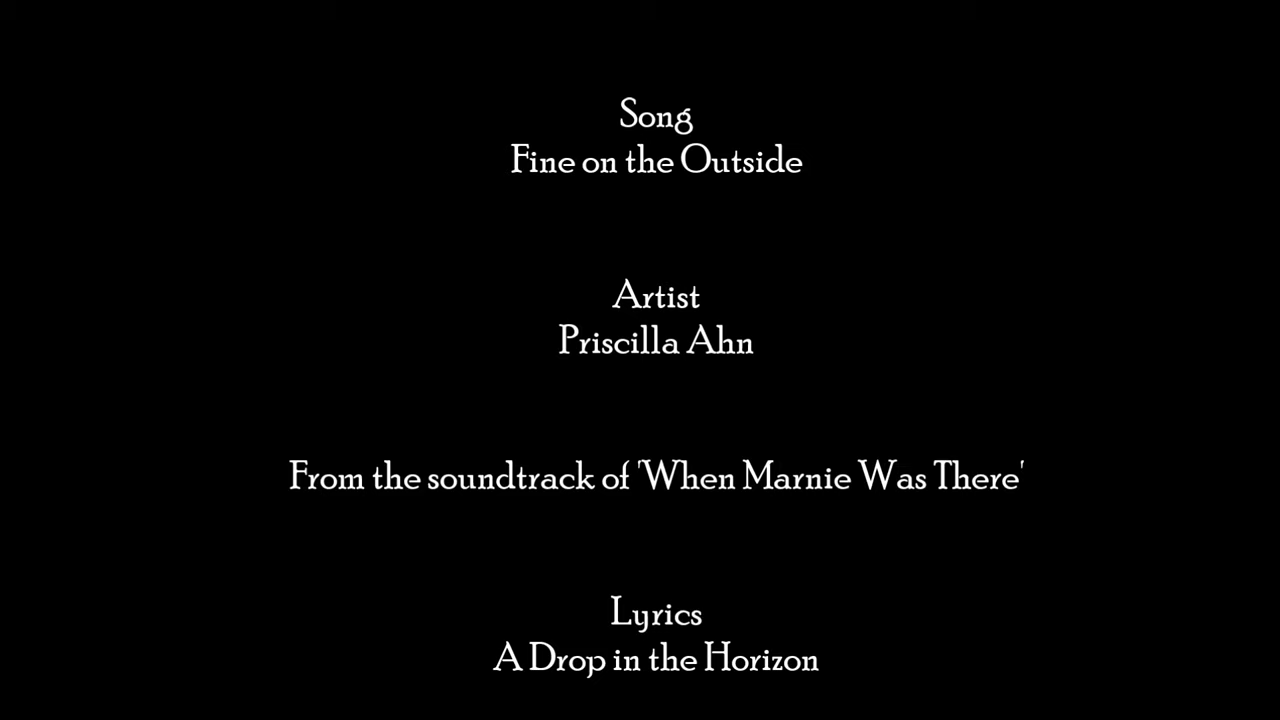 Song
Fine on the Outside
Artist
Priscilla Ahn
From the soundtrack of 'When Marnie Was There'
Lyrics
A Drop in the Horizon